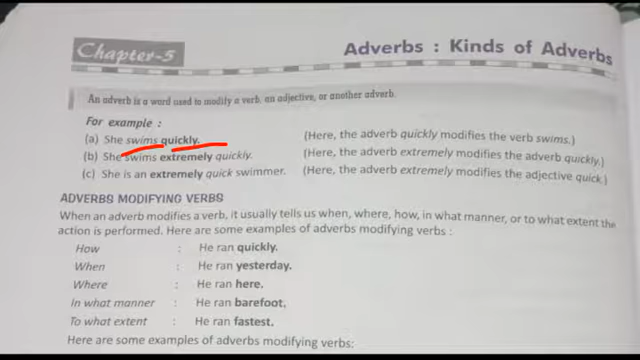 Chapter-5
Adverbs : Kinds of Adverbs
An adverb is a word used to modify a verb, an adjective, or another adverb.
For example :
(a) She swims quickly. (Here, the adverb quickly modifies the verb swims.)
(b) She swims extremely quickly. (Here, the adverb extremely modifies the adverb quickly.)
(c) She is an extremely quick swimmer. (Here, the adverb extremely modifies the adjective quick.)
ADVERBS MODIFYING VERBS
When an adverb modifies a verb, it usually tells us when, where, how, in what manner, or to what extent the
action is performed. Here are some examples of adverbs modifying verbs :
How : He ran quickly.
When : He ran yesterday.
Where : He ran here.
In what manner : He ran barefoot.
To what extent : He ran fastest.
Here are some examples of adverbs modifying verbs: